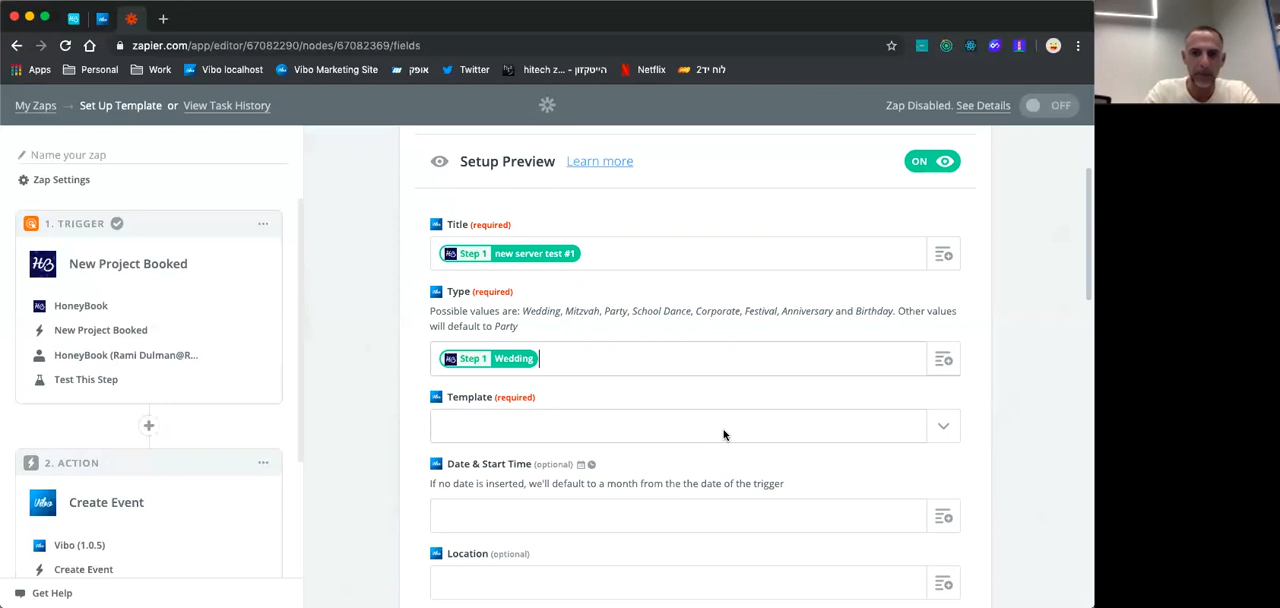 zapier.com/app/editor/67082290/nodes/67082369/fields
Apps Personal Work Vibo localhost Vibo Marketing Site אופק Twitter הייטקזון - ... hitech z Netflix לוח יד2
My Zaps → Set Up Template or View Task History Zap Disabled. See Details OFF
Name your zap
Zap Settings
1. TRIGGER ...
HB New Project Booked
HoneyBook
New Project Booked
HoneyBook (Rami Dulman@R...
Test This Step
+
2. ACTION ...
Vibo Create Event
Vibo (1.0.5)
Create Event
Get Help
Setup Preview Learn more ON
Title (required)
Step 1 new server test #1
Type (required)
Possible values are: Wedding, Mitzvah, Party, School Dance, Corporate, Festival, Anniversary and Birthday. Other values
will default to Party
Step 1 Wedding
Template (required)
Date & Start Time (optional)
If no date is inserted, we'll default to a month from the the date of the trigger
Location (optional)